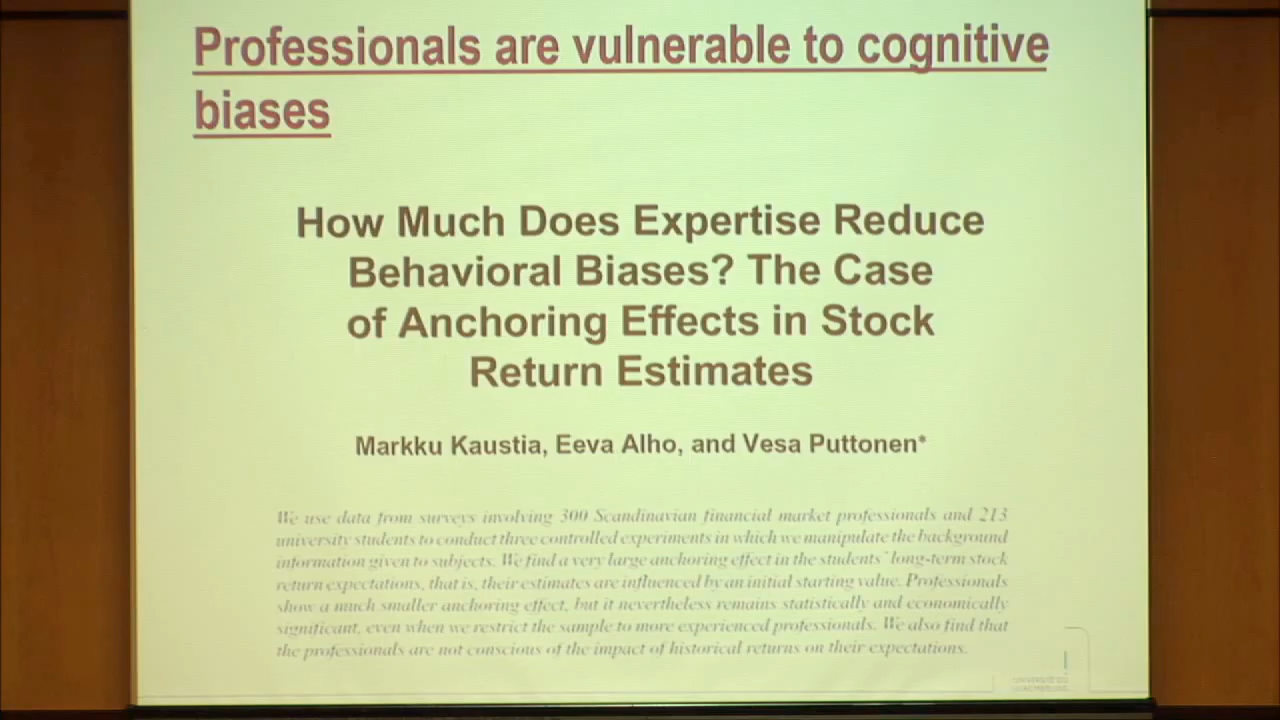 Professionals are vulnerable to cognitive
biases
How Much Does Expertise Reduce
Behavioral Biases? The Case
of Anchoring Effects in Stock
Return Estimates
Markku Kaustia, Eeva Alho, and Vesa Puttonen*
We use data from surveys involving 300 Scandinavian financial market professionals and 213
university students to conduct three controlled experiments in which we manipulate the background
information given to subjects. We find a very large anchoring effect in the students' long-term stock
return expectations, that is, their estimates are influenced by an initial starting value. Professionals
show a much smaller anchoring effect, but it nevertheless remains statistically and economically
significant, even when we restrict the sample to more experienced professionals. We also find that
the professionals are not conscious of the impact of historical returns on their expectations.
UNIVERSITÉ DU
LUXEMBOURG